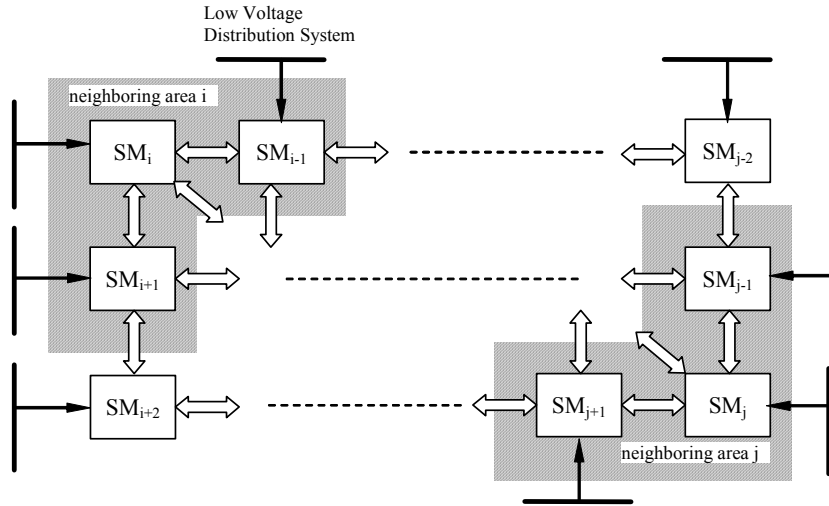 Low Voltage
Distribution System
neighboring area i
SMi
SMi-1
SMj-2
SMi+1
SMj-1
SMi+2
SMj+1
SMj
neighboring area j